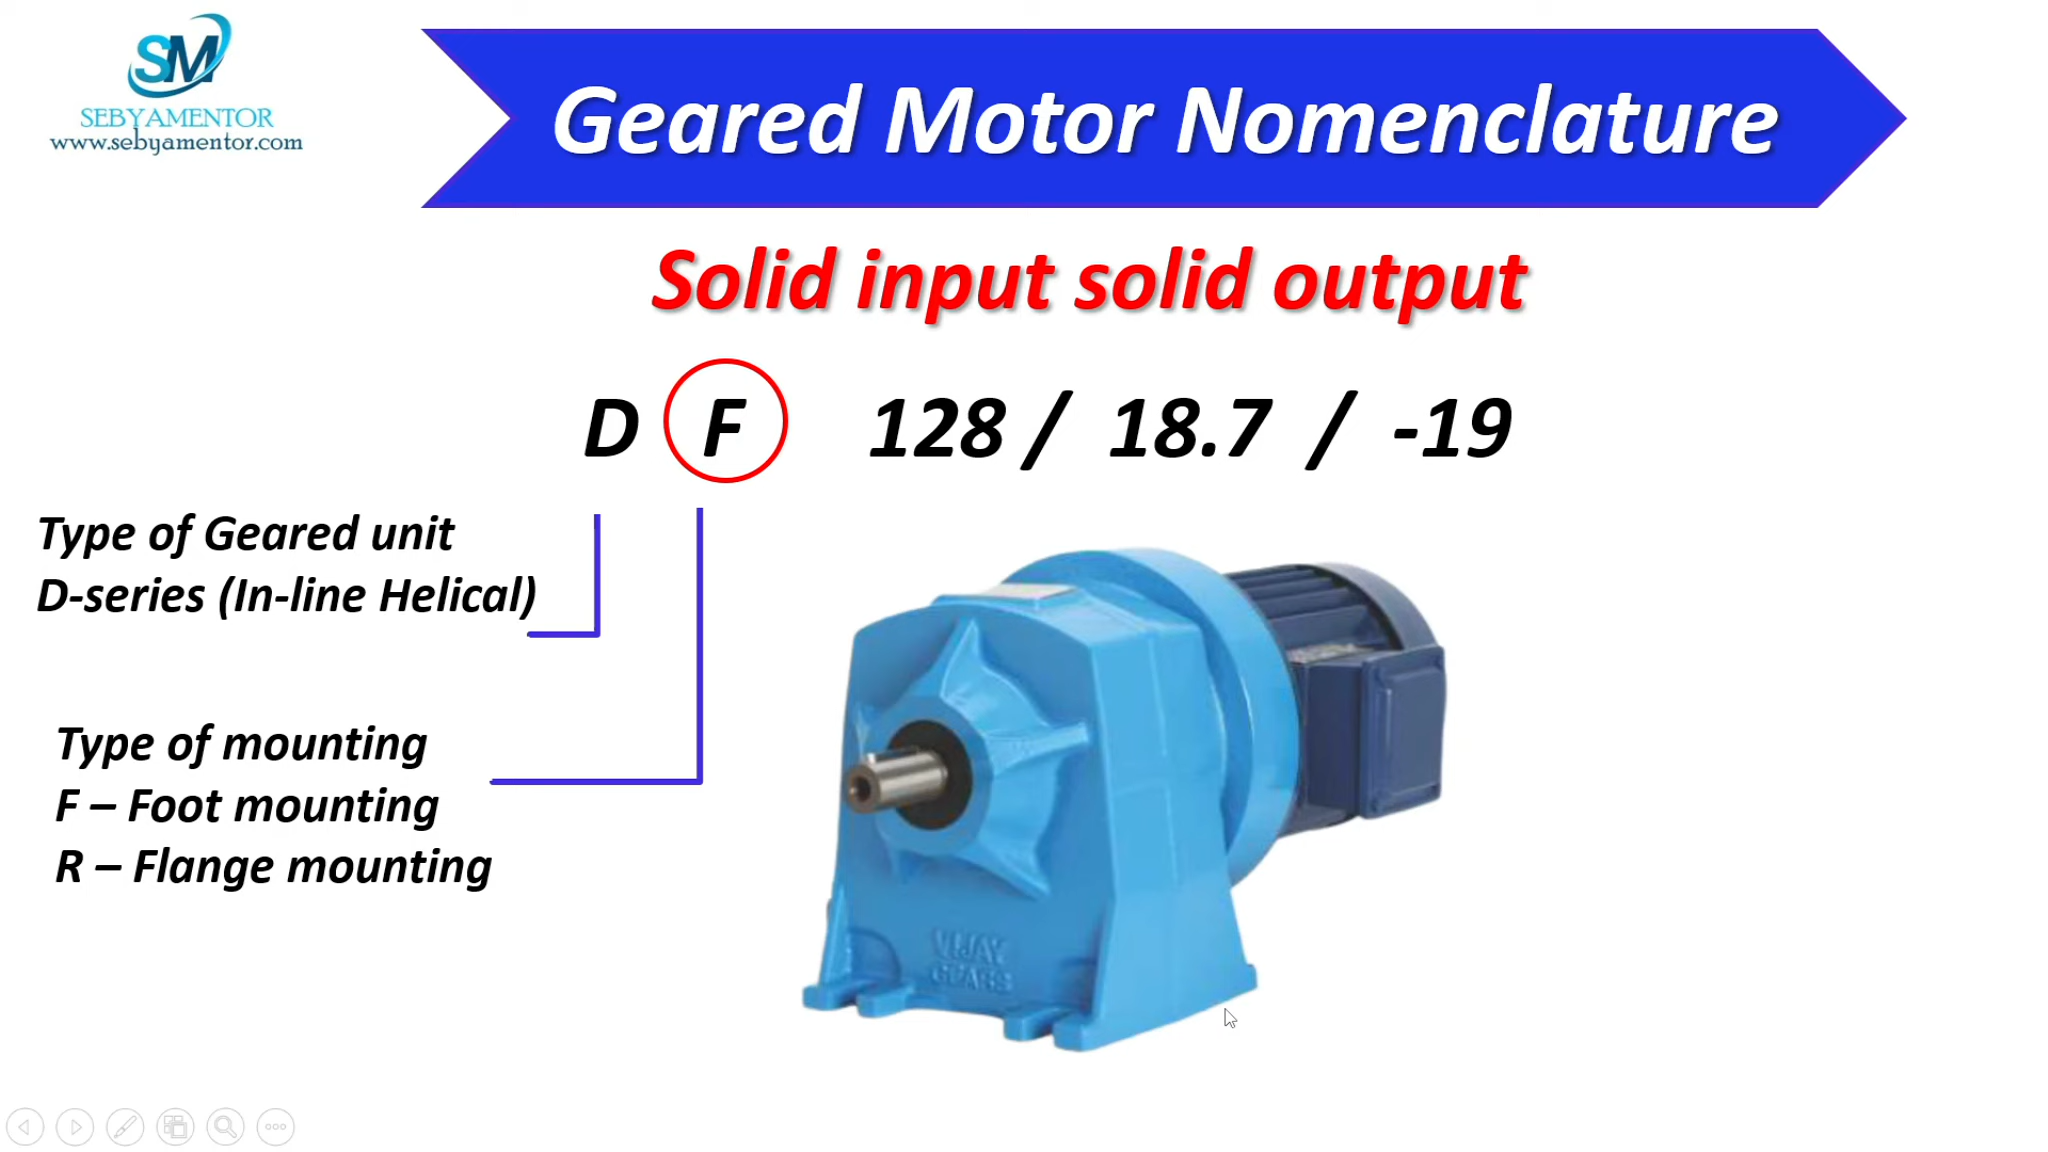 SM
SEBYAMENTOR
www.sebyamentor.com
Geared Motor Nomenclature
Solid input solid output
D F 128 / 18.7 / -19
Type of Geared unit
D-series (In-line Helical)
Type of mounting
F – Foot mounting
R – Flange mounting
VIJAY